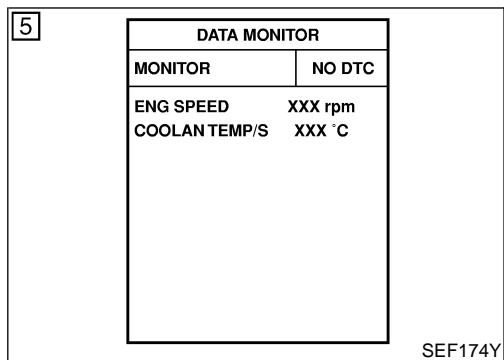 5
DATA MONITOR
MONITOR NO DTC
ENG SPEED XXX rpm
COOLAN TEMP/S XXX °C
SEF174Y